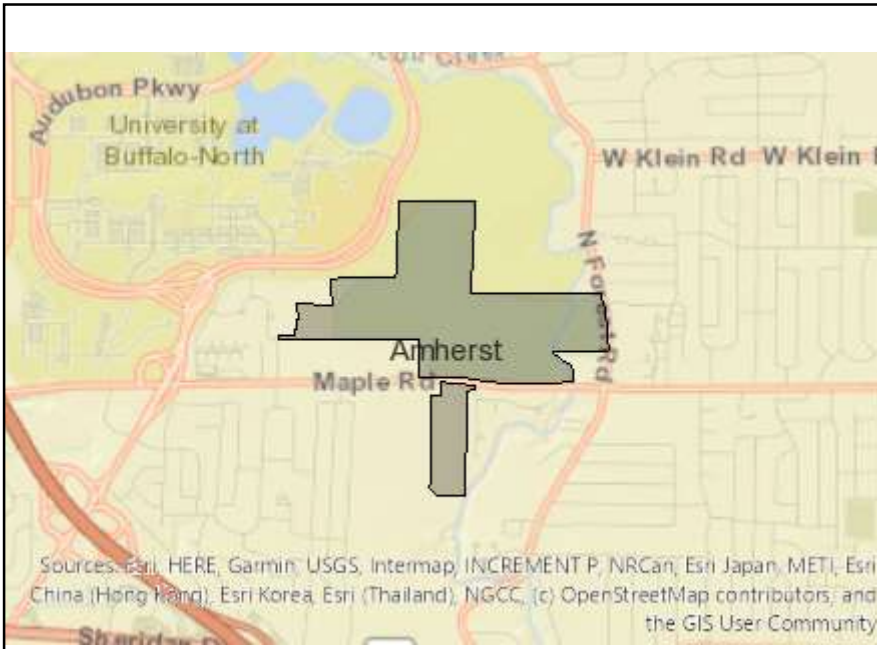 Audubon Pkwy
University at
Buffalo-North
W Klein Rd W Klein
N Forest Rd
Amherst
Maple Rd
Sources: Esri, HERE, Garmin, USGS, Intermap, INCREMENT P, NRCan, Esri Japan, METI, Esri
China (Hong Kong), Esri Korea, Esri (Thailand), NGCC, (c) OpenStreetMap contributors, and
the GIS User Community
Sheridan